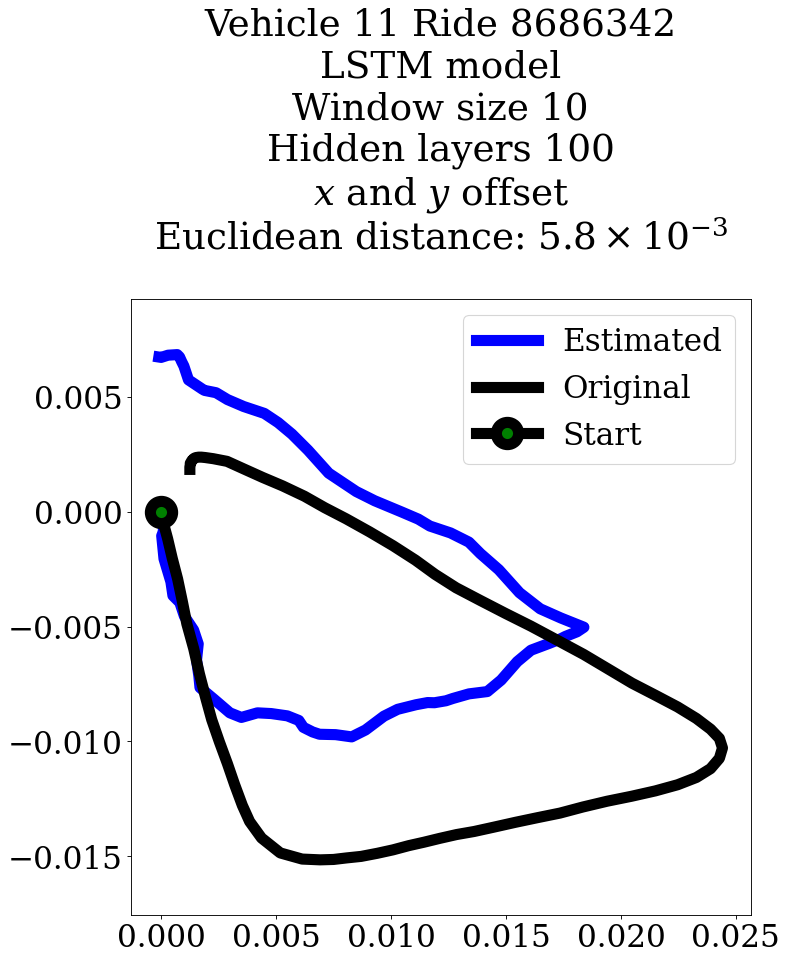 Vehicle 11 Ride 8686342
LSTM model
Window size 10
Hidden layers 100
x and y offset
Euclidean distance: 5.8 × 10⁻³
Estimated
Original
Start
0.005
0.000
−0.005
−0.010
−0.015
0.000 0.005 0.010 0.015 0.020 0.025